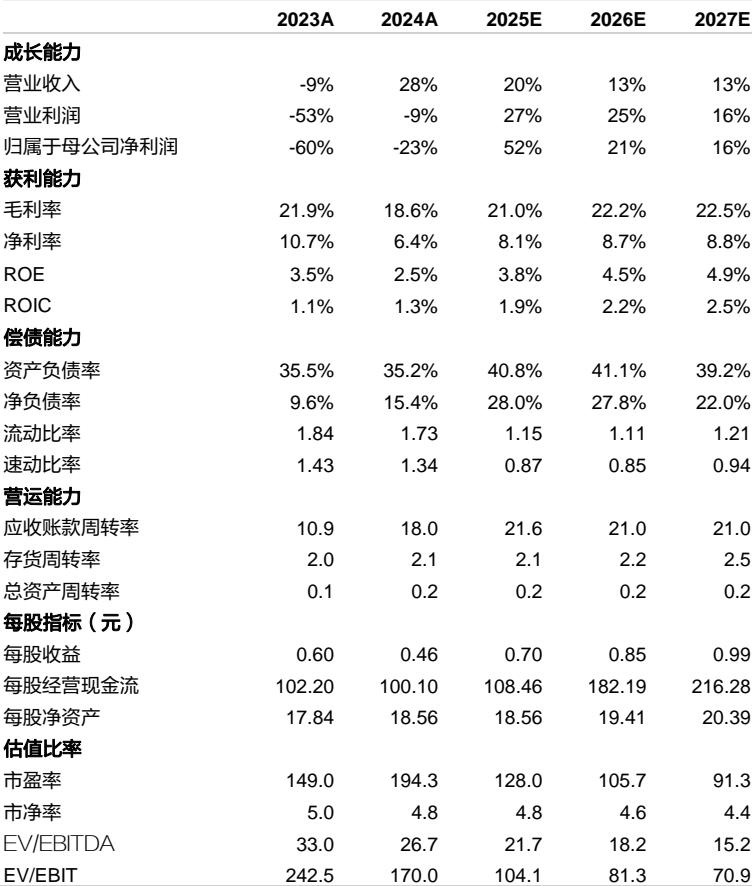 2023A 2024A 2025E 2026E 2027E
成长能力
营业收入 -9% 28% 20% 13% 13%
营业利润 -53% -9% 27% 25% 16%
归属于母公司净利润 -60% -23% 52% 21% 16%
获利能力
毛利率 21.9% 18.6% 21.0% 22.2% 22.5%
净利率 10.7% 6.4% 8.1% 8.7% 8.8%
ROE 3.5% 2.5% 3.8% 4.5% 4.9%
ROIC 1.1% 1.3% 1.9% 2.2% 2.5%
偿债能力
资产负债率 35.5% 35.2% 40.8% 41.1% 39.2%
净负债率 9.6% 15.4% 28.0% 27.8% 22.0%
流动比率 1.84 1.73 1.15 1.11 1.21
速动比率 1.43 1.34 0.87 0.85 0.94
营运能力
应收账款周转率 10.9 18.0 21.6 21.0 21.0
存货周转率 2.0 2.1 2.1 2.2 2.5
总资产周转率 0.1 0.2 0.2 0.2 0.2
每股指标（元）
每股收益 0.60 0.46 0.70 0.85 0.99
每股经营现金流 102.20 100.10 108.46 182.19 216.28
每股净资产 17.84 18.56 18.56 19.41 20.39
估值比率
市盈率 149.0 194.3 128.0 105.7 91.3
市净率 5.0 4.8 4.8 4.6 4.4
EV/EBITDA 33.0 26.7 21.7 18.2 15.2
EV/EBIT 242.5 170.0 104.1 81.3 70.9